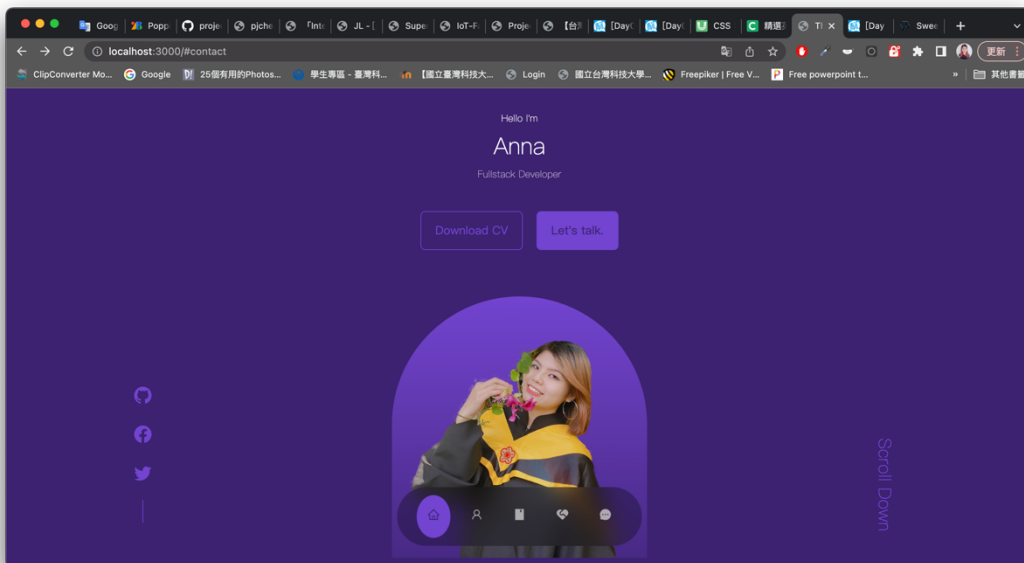 Goog
Popp
proje
pjche
「Int
JL - [
Supe
IoT-F
Proje
[Day
[Day
CSS
精選
[Day
Swee
localhost:3000/#contact
更新
ClipConverter Mo...
Google
25個有用的Photos...
學生專區 - 臺灣科...
【國立臺灣科技大...
Login
國立台灣科技大學...
Freepiker | Free V...
Free powerpoint t...
»
其他書籤
Hello I'm
Anna
Fullstack Developer
Download CV
Let's talk.
Scroll Down